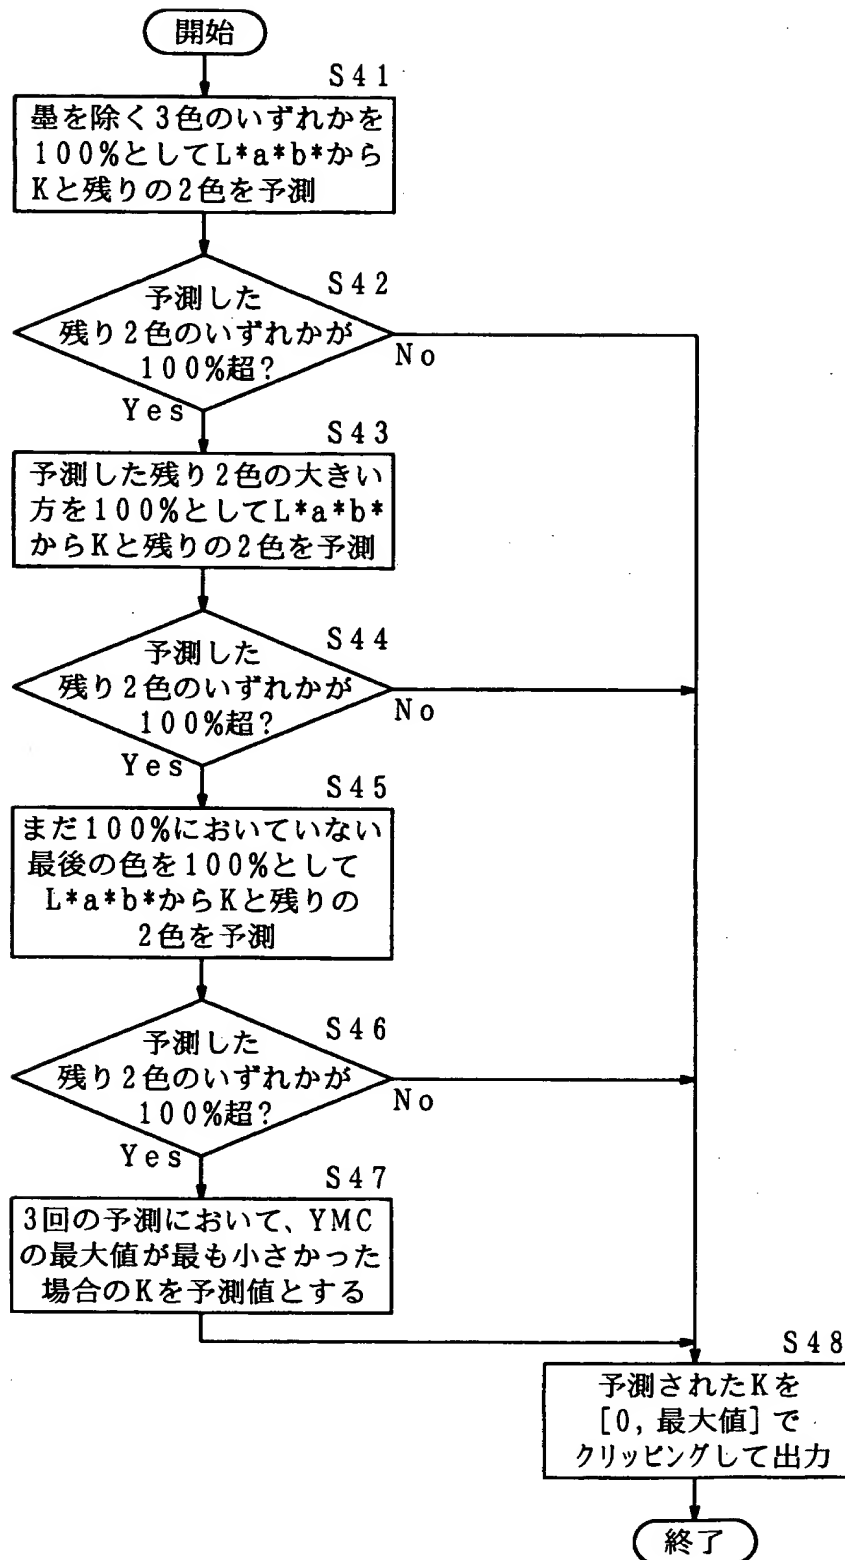 開始
S41
墨を除く3色のいずれかを
100%としてL*a*b*から
Kと残りの2色を予測
S42
予測した
残り2色のいずれかが
100%超?
No
Yes
S43
予測した残り2色の大きい
方を100%としてL*a*b*
からKと残りの2色を予測
S44
予測した
残り2色のいずれかが
100%超?
No
Yes
S45
まだ100%においていない
最後の色を100%として
L*a*b*からKと残りの
2色を予測
S46
予測した
残り2色のいずれかが
100%超?
No
Yes
S47
3回の予測において、YMC
の最大値が最も小さかった
場合のKを予測値とする
S48
予測されたKを
[0,最大値]で
クリッピングして出力
終了